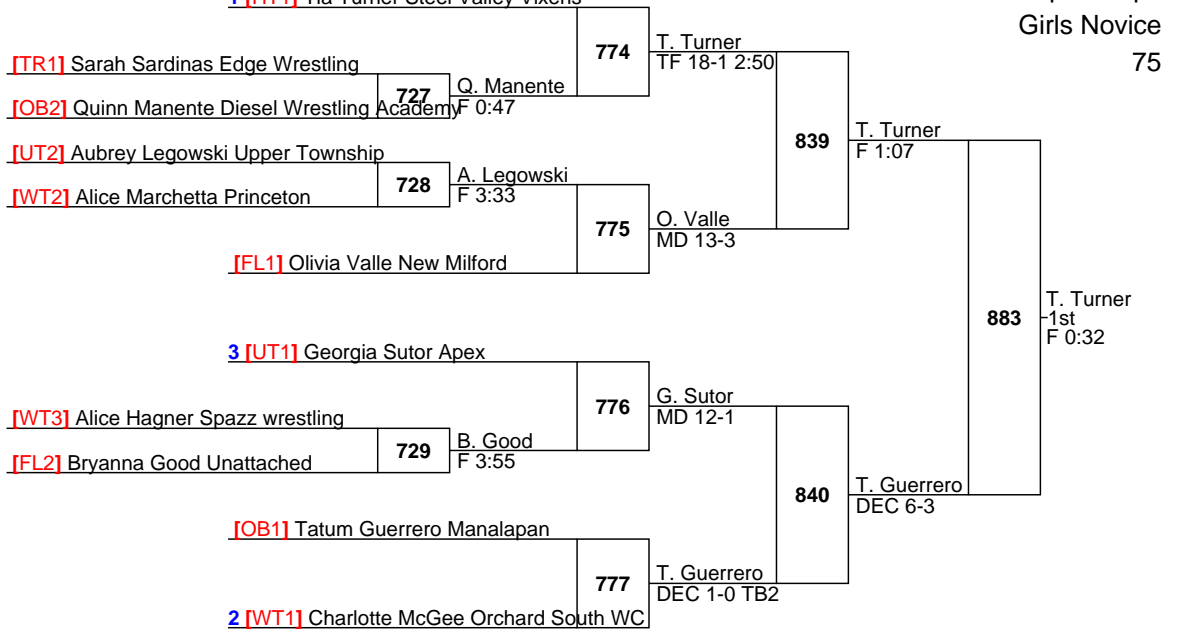 Tia Turner Steel Valley Vixens
Girls Novice
75
774
T. Turner
TF 18-1 2:50
[TR1] Sarah Sardinas Edge Wrestling
727
Q. Manente
F 0:47
[OB2] Quinn Manente Diesel Wrestling Academy
839
T. Turner
F 1:07
[UT2] Aubrey Legowski Upper Township
728
A. Legowski
F 3:33
[WT2] Alice Marchetta Princeton
775
O. Valle
MD 13-3
[FL1] Olivia Valle New Milford
883
T. Turner
1st
F 0:32
3 [UT1] Georgia Sutor Apex
776
G. Sutor
MD 12-1
[WT3] Alice Hagner Spazz wrestling
729
B. Good
F 3:55
[FL2] Bryanna Good Unattached
840
T. Guerrero
DEC 6-3
[OB1] Tatum Guerrero Manalapan
777
T. Guerrero
DEC 1-0 TB2
2 [WT1] Charlotte McGee Orchard South WC